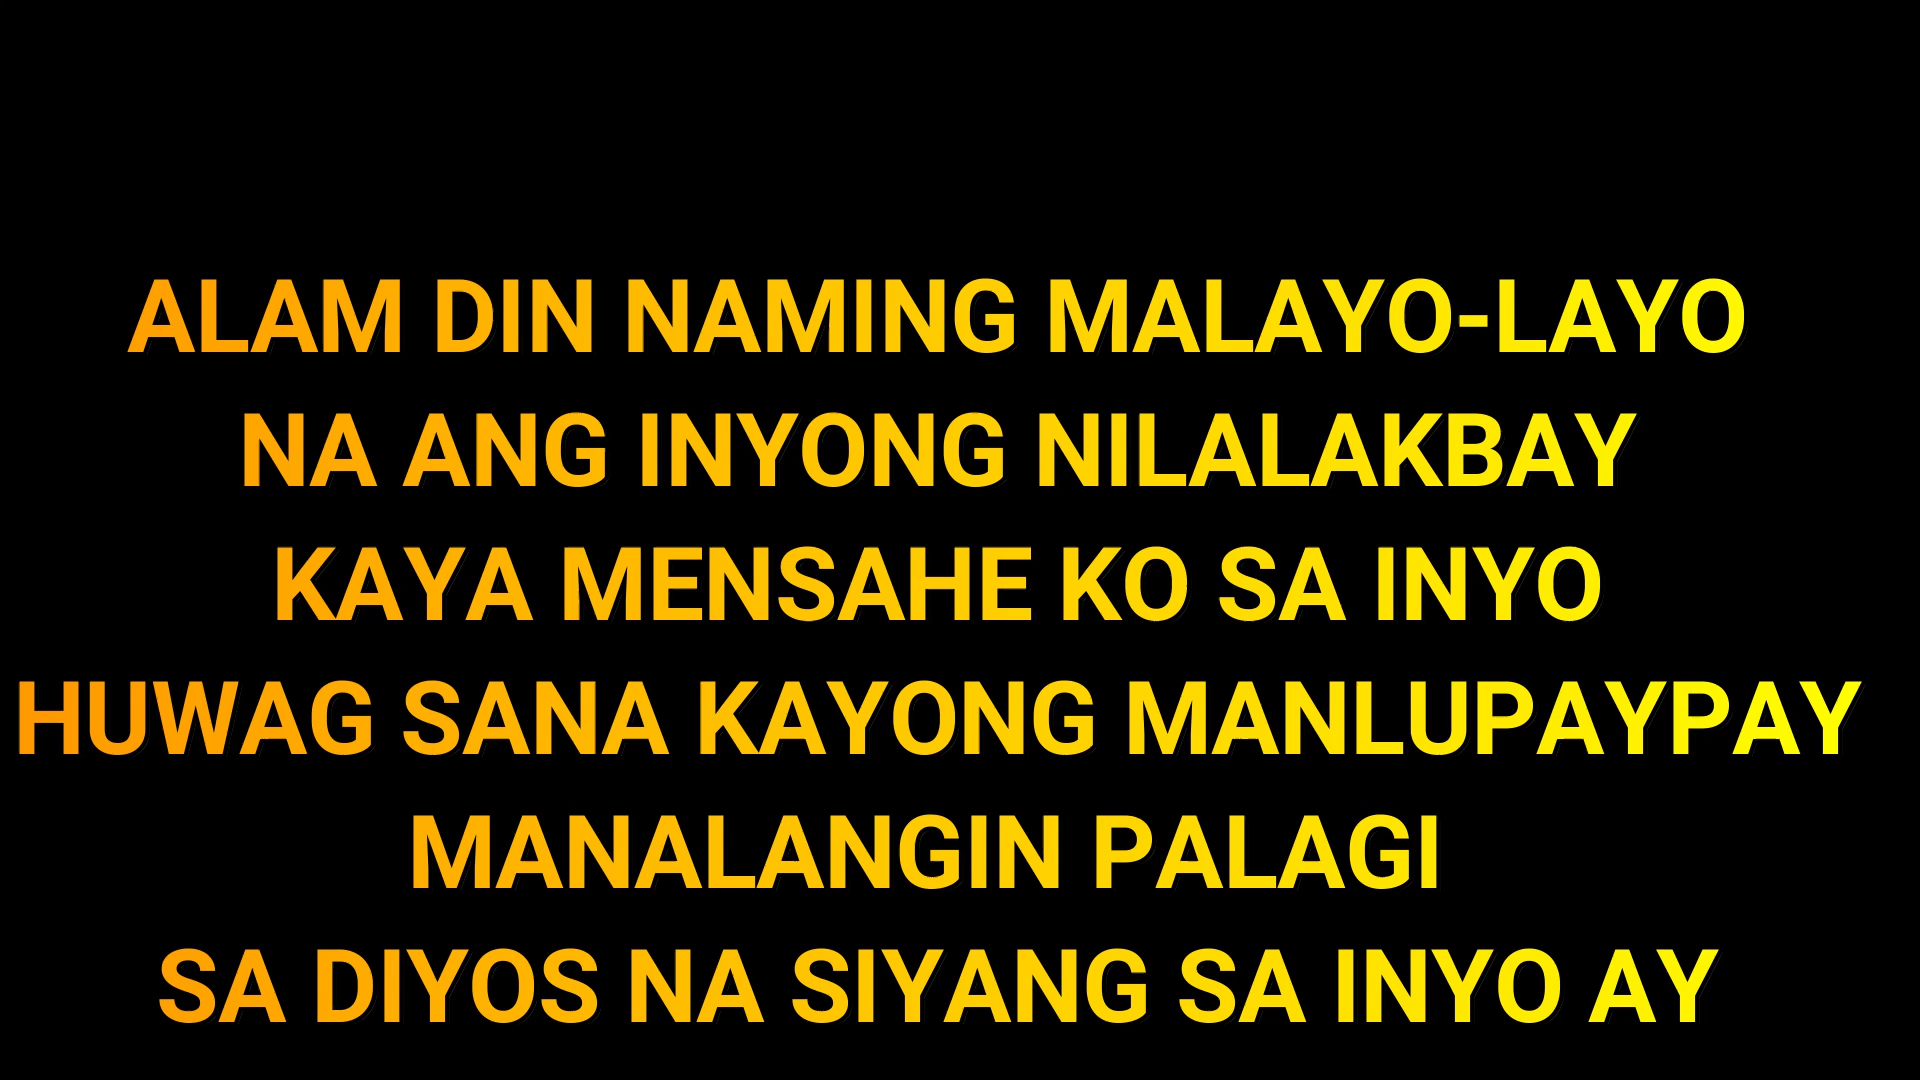 ALAM DIN NAMING MALAYO-LAYO
NA ANG INYONG NILALAKBAY
KAYA MENSAHE KO SA INYO
HUWAG SANA KAYONG MANLUPAYPAY
MANALANGIN PALAGI
SA DIYOS NA SIYANG SA INYO AY